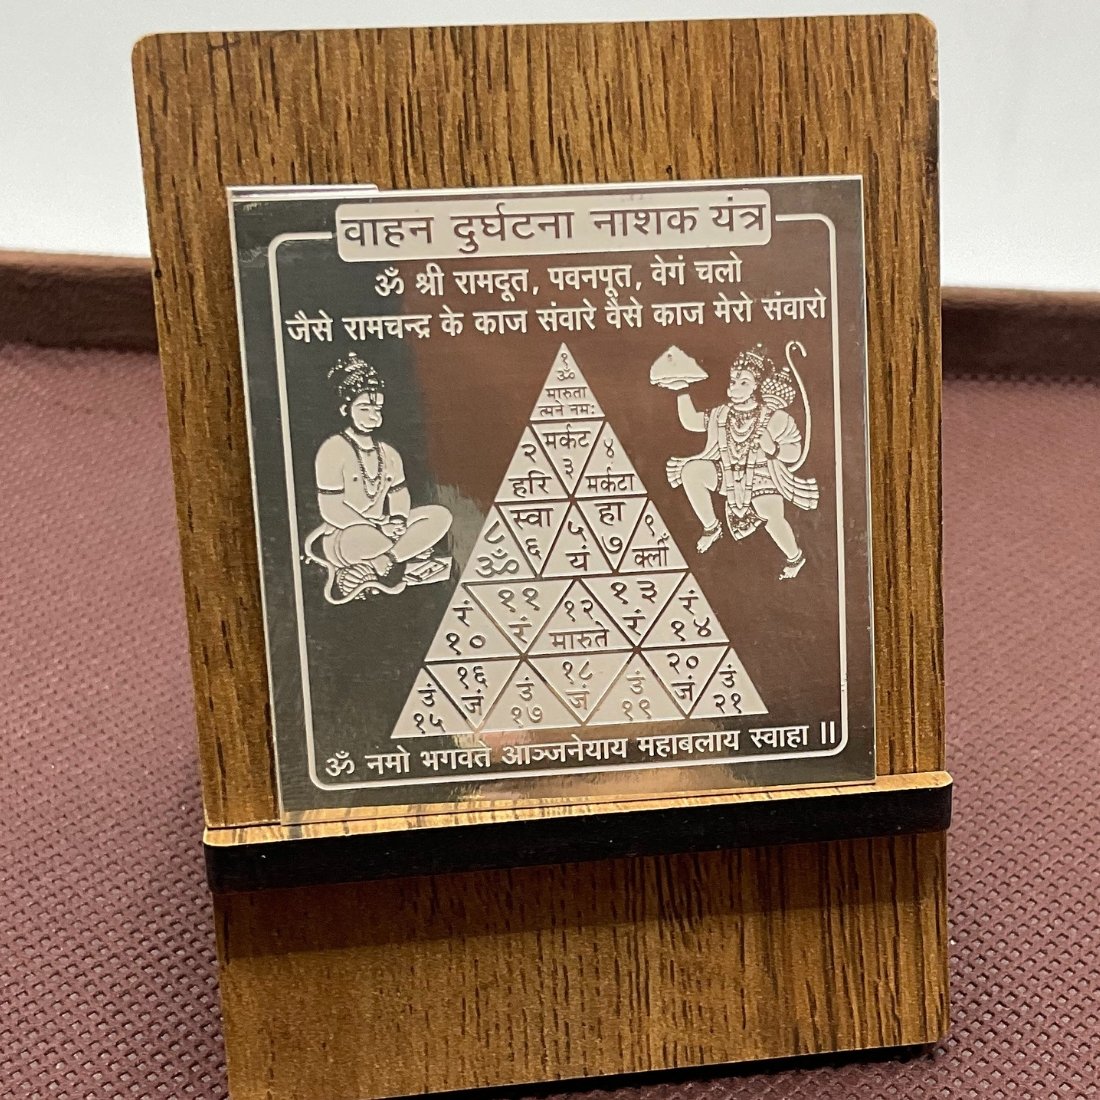 वाहन दुर्घटना नाशक यंत्र
ॐ श्री रामदूत, पवनपूत, वेगं चलो
जैसे रामचन्द्र के काज संवारे वैसे काज मेरो संवारो
१
ॐ
मारुता
त्मने नमः
२ मर्कट ४
हरि ३ मर्कटा
८ स्वा ५ हा ९
ॐ ६ यं ७ क्लीं
रं ११ १२ १३ रं
१० रं मारुते रं १४
उं १६ उं १८ उं २० उं
१५ जं १७ जं १९ जं २१
ॐ नमो भगवते आञ्जनेयाय महाबलाय स्वाहा ॥